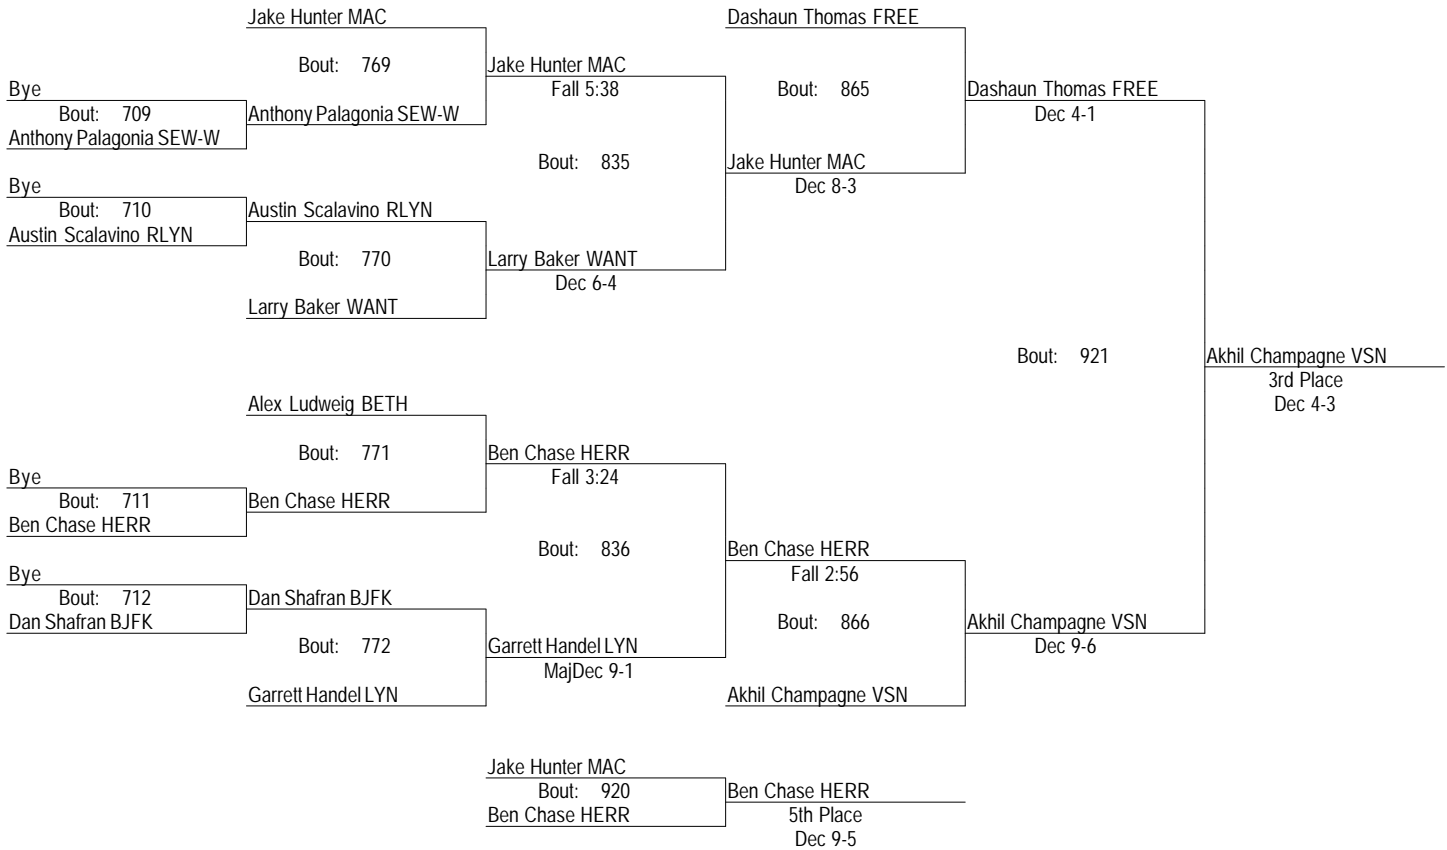 Jake Hunter MAC
Dashaun Thomas FREE
Bout: 769
Jake Hunter MAC
Fall 5:38
Bye
Bout: 709
Anthony Palagonia SEW-W
Anthony Palagonia SEW-W
Bout: 865
Dashaun Thomas FREE
Dec 4-1
Bout: 835
Jake Hunter MAC
Dec 8-3
Bye
Bout: 710
Austin Scalavino RLYN
Austin Scalavino RLYN
Bout: 770
Larry Baker WANT
Dec 6-4
Larry Baker WANT
Bout: 921
Akhil Champagne VSN
3rd Place
Dec 4-3
Alex Ludweig BETH
Bout: 771
Ben Chase HERR
Fall 3:24
Bye
Bout: 711
Ben Chase HERR
Ben Chase HERR
Bout: 836
Ben Chase HERR
Fall 2:56
Bye
Bout: 712
Dan Shafran BJFK
Dan Shafran BJFK
Bout: 772
Garrett Handel LYN
MajDec 9-1
Bout: 866
Akhil Champagne VSN
Dec 9-6
Garrett Handel LYN
Akhil Champagne VSN
Jake Hunter MAC
Bout: 920
Ben Chase HERR
Ben Chase HERR
5th Place
Dec 9-5